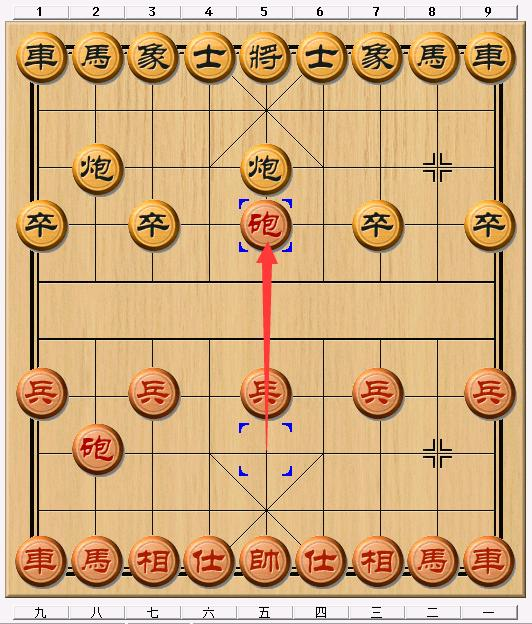 1 2 3 4 5 6 7 8 9
車 馬 象 士 将 士 象 馬 車
炮 炮
卒 卒 砲 卒 卒
兵 兵 兵 兵 兵
砲
車 馬 相 仕 帥 仕 相 馬 車
九 八 七 六 五 四 三 二 一